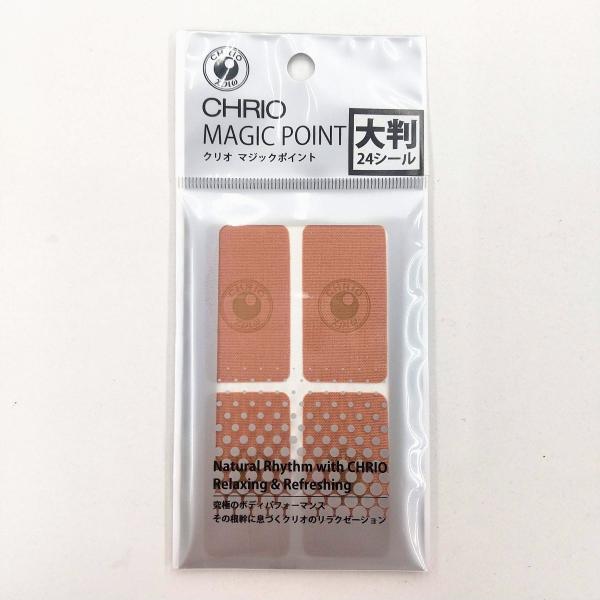 CHRIO
CHRIO
MAGIC POINT
クリオ マジックポイント
大判
24シール
CHRIO
CHRIO
Natural Rhythm with CHRIO
Relaxing & Refreshing
究極のボディパフォーマンス
その根幹に息づくクリオのリラクゼーション